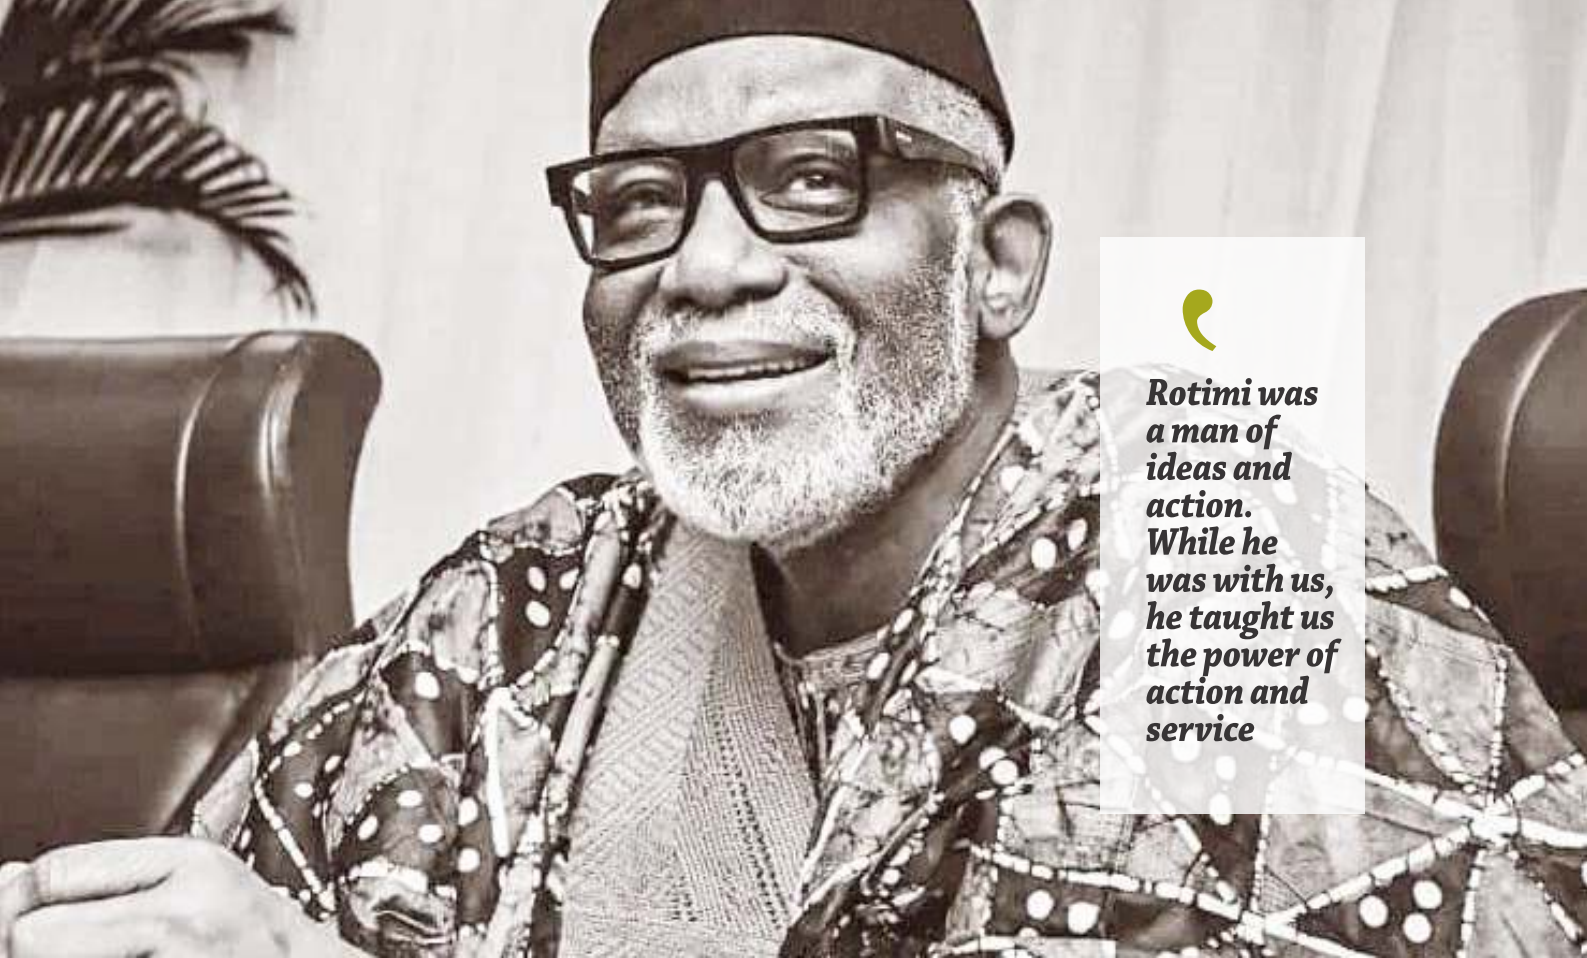 Rotimi was
a man of
ideas and
action.
While he
was with us,
he taught us
the power of
action and
service